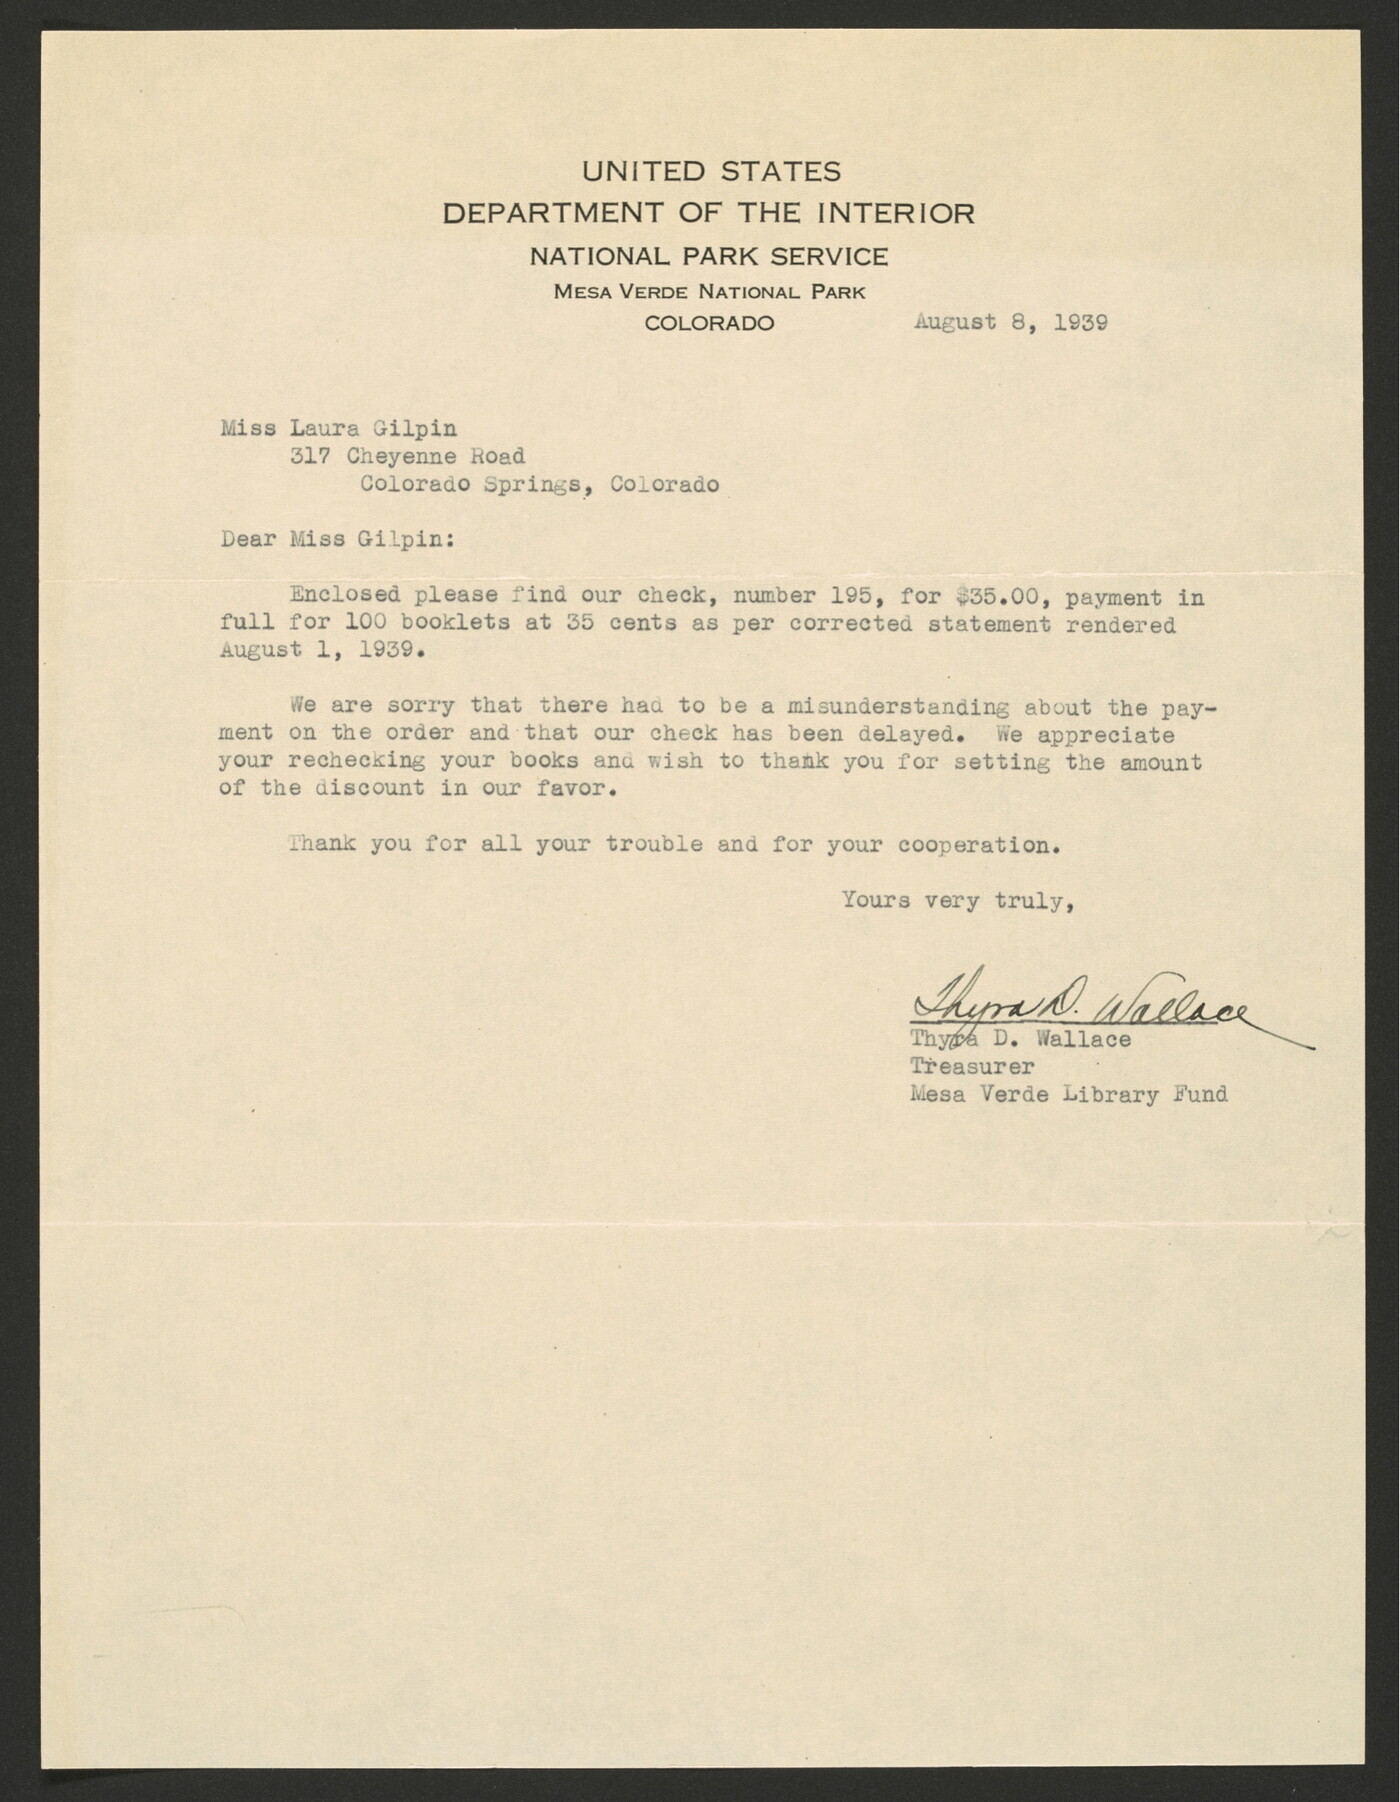 UNITED STATES
DEPARTMENT OF THE INTERIOR
NATIONAL PARK SERVICE
MESA VERDE NATIONAL PARK
COLORADO
August 8, 1939
Miss Laura Gilpin
317 Cheyenne Road
Colorado Springs, Colorado
Dear Miss Gilpin:
Enclosed please find our check, number 195, for $35.00, payment in
full for 100 booklets at 35 cents as per corrected statement rendered
August 1, 1939.
We are sorry that there had to be a misunderstanding about the pay-
ment on the order and that our check has been delayed. We appreciate
your rechecking your books and wish to thank you for setting the amount
of the discount in our favor.
Thank you for all your trouble and for your cooperation.
Yours very truly,
Thyra D. Wallace
Thyra D. Wallace
Treasurer
Mesa Verde Library Fund